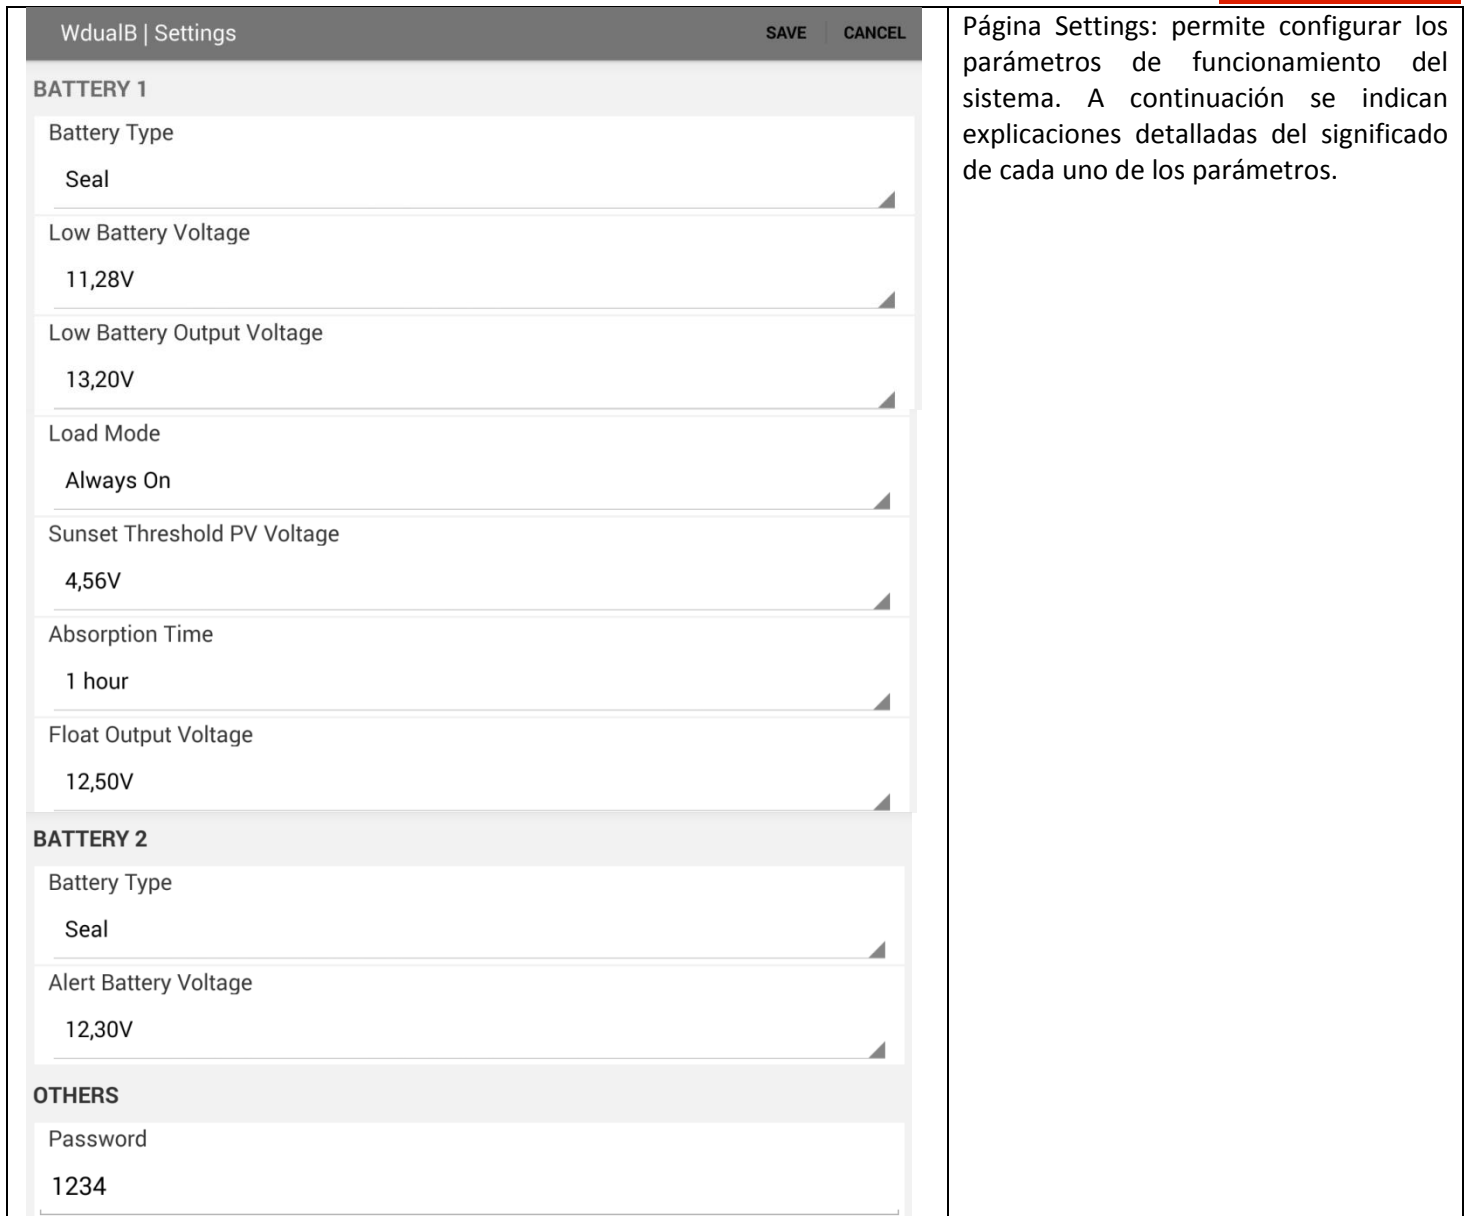 WdualB | Settings SAVE CANCEL
BATTERY 1
Battery Type
Seal
Low Battery Voltage
11,28V
Low Battery Output Voltage
13,20V
Load Mode
Always On
Sunset Threshold PV Voltage
4,56V
Absorption Time
1 hour
Float Output Voltage
12,50V
BATTERY 2
Battery Type
Seal
Alert Battery Voltage
12,30V
OTHERS
Password
1234
Página Settings: permite configurar los
parámetros de funcionamiento del
sistema. A continuación se indican
explicaciones detalladas del significado
de cada uno de los parámetros.